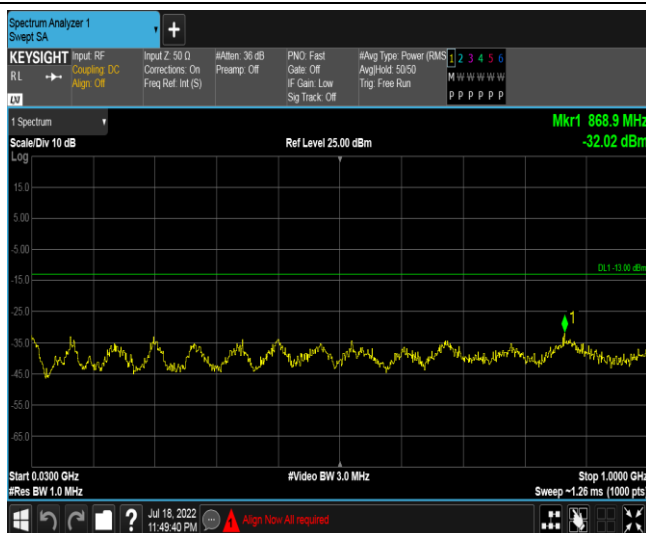 Spectrum Analyzer 1
Swept SA
+
KEYSIGHT Input: RF
RL Coupling: DC
Align: Off
LXI
Input Z: 50 Ω
Corrections: On
Freq Ref: Int (S)
#Atten: 36 dB
Preamp: Off
PNO: Fast
Gate: Off
IF Gain: Low
Sig Track: Off
#Avg Type: Power (RMS
Avg|Hold: 50/50
Trig: Free Run
1 2 3 4 5 6
M W W W W W
P P P P P P
1 Spectrum
Mkr1 868.9 MHz
Scale/Div 10 dB
Ref Level 25.00 dBm
-32.02 dBm
Log
15.0
5.00
-5.00
DL1 -13.00 dBm
-15.0
-25.0
1
-35.0
-45.0
-55.0
-65.0
Start 0.0300 GHz
#Video BW 3.0 MHz
Stop 1.0000 GHz
#Res BW 1.0 MHz
Sweep ~1.26 ms (1000 pts)
?
Jul 18, 2022
11:49:40 PM
Align Now All required